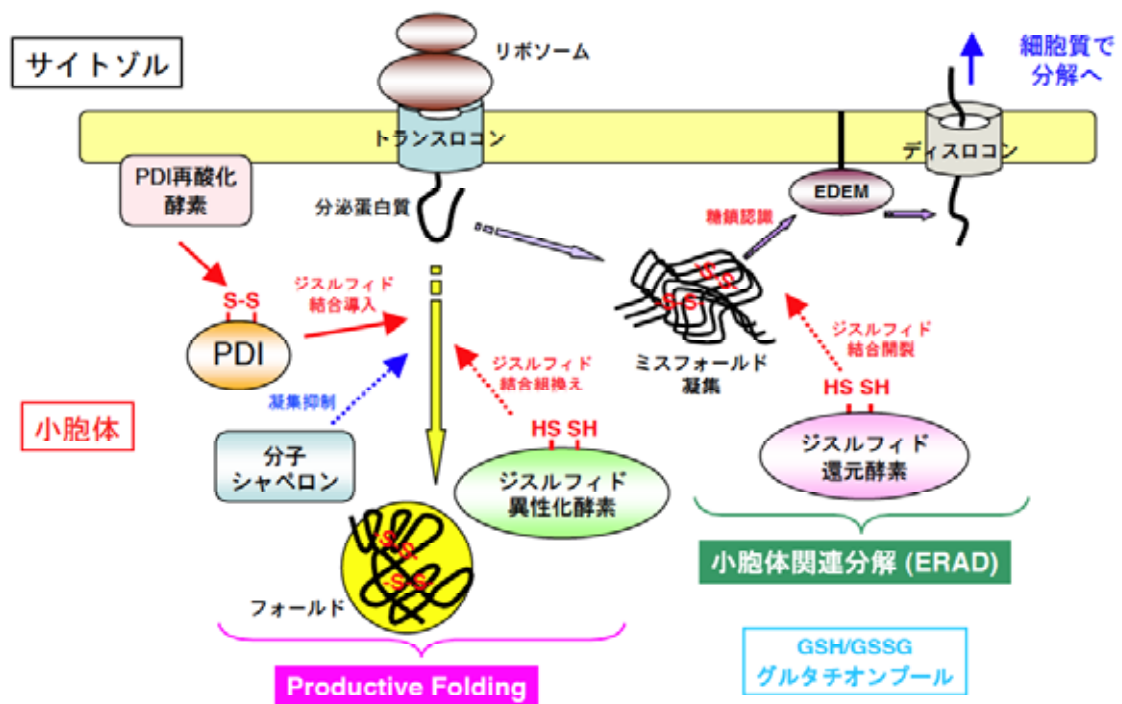 サイトゾル
リボソーム
細胞質で
分解へ
トランスロコン
ディスロコン
PDI再酸化
酵素
分泌蛋白質
EDEM
糖鎖認識
S-S
ジスルフィド
結合導入
PDI
-S-S-
-S-S-
ミスフォールド
凝集
ジスルフィド
結合開裂
ジスルフィド
結合組換え
HS SH
ジスルフィド
還元酵素
凝集抑制
小胞体
分子
シャペロン
HS SH
ジスルフィド
異性化酵素
-S-S-
-S-S-
フォールド
小胞体関連分解 (ERAD)
Productive Folding
GSH/GSSG
グルタチオンプール